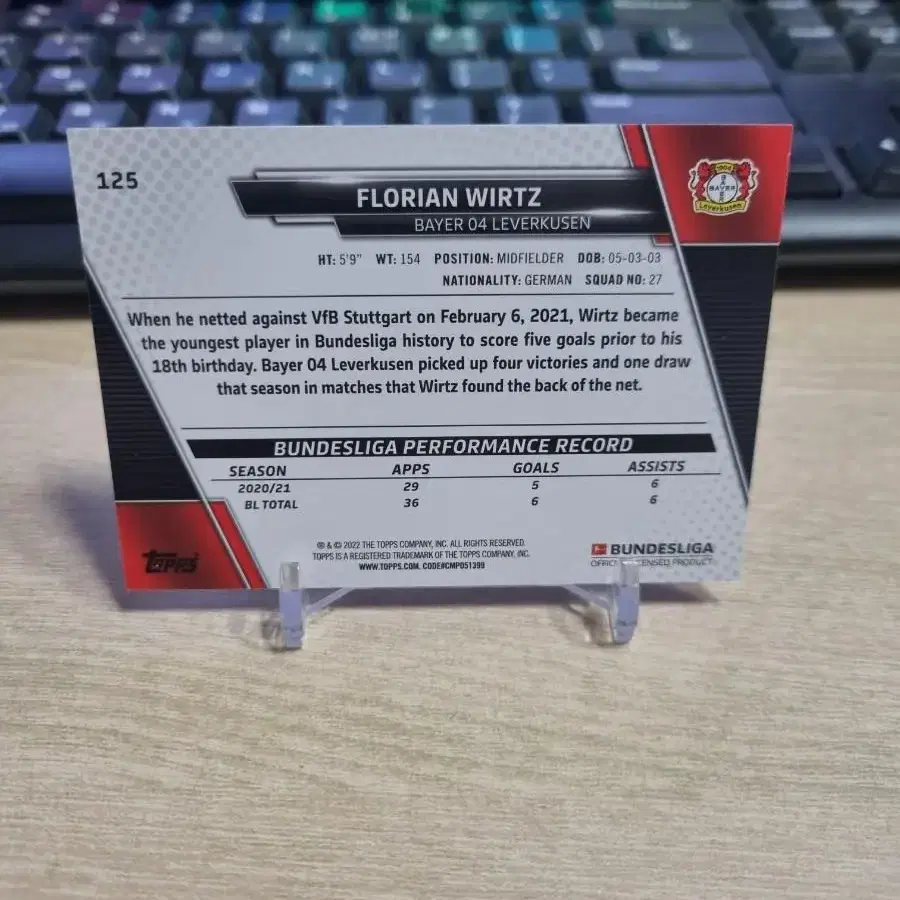 125
FLORIAN WIRTZ
BAYER 04 LEVERKUSEN
1904
BAYER
Leverkusen
HT: 5'9" WT: 154 POSITION: MIDFIELDER DOB: 05-03-03
NATIONALITY: GERMAN SQUAD NO: 27
When he netted against VfB Stuttgart on February 6, 2021, Wirtz became
the youngest player in Bundesliga history to score five goals prior to his
18th birthday. Bayer 04 Leverkusen picked up four victories and one draw
that season in matches that Wirtz found the back of the net.
BUNDESLIGA PERFORMANCE RECORD
SEASON APPS GOALS ASSISTS
2020/21 29 5 6
BL TOTAL 36 6 6
® & © 2022 THE TOPPS COMPANY, INC. ALL RIGHTS RESERVED.
TOPPS IS A REGISTERED TRADEMARK OF THE TOPPS COMPANY, INC.
WWW.TOPPS.COM. CODE#CMP051399
Topps
BUNDESLIGA
PRODUCT